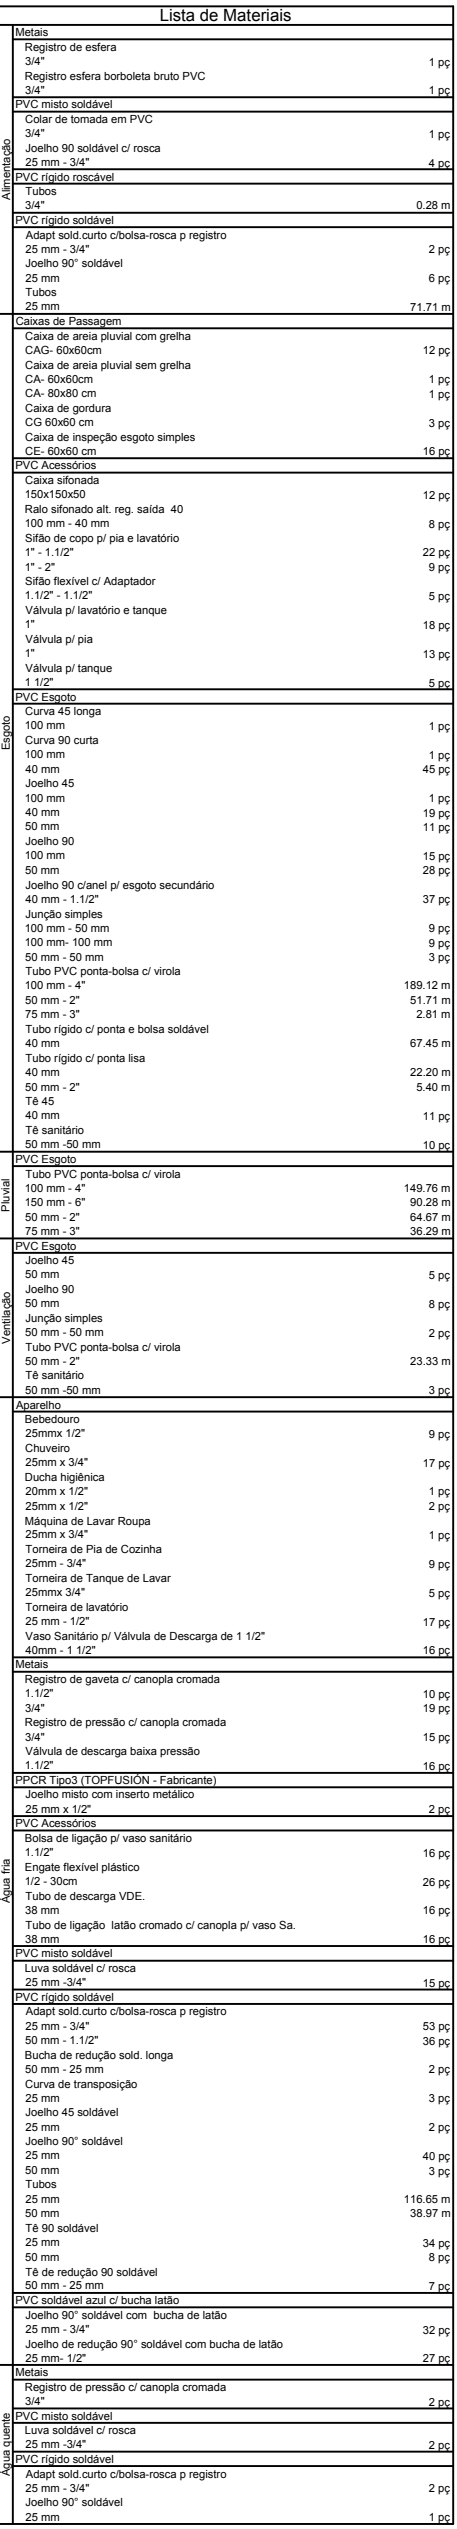 Lista de Materiais
Alimentação
Metais
Registro de esfera
3/4" 1 pç
Registro esfera borboleta bruto PVC
3/4" 1 pç
PVC misto soldável
Colar de tomada em PVC
3/4" 1 pç
Joelho 90 soldável c/ rosca
25 mm - 3/4" 4 pç
PVC rígido roscável
Tubos
3/4" 0.28 m
PVC rígido soldável
Adapt sold.curto c/bolsa-rosca p registro
25 mm - 3/4" 2 pç
Joelho 90° soldável
25 mm 6 pç
Tubos
25 mm 71.71 m
Esgoto
Caixas de Passagem
Caixa de areia pluvial com grelha
CAG- 60x60cm 12 pç
Caixa de areia pluvial sem grelha
CA- 60x60cm 1 pç
CA- 80x80 cm 1 pç
Caixa de gordura
CG 60x60 cm 3 pç
Caixa de inspeção esgoto simples
CE- 60x60 cm 16 pç
PVC Acessórios
Caixa sifonada
150x150x50 12 pç
Ralo sifonado alt. reg. saída 40
100 mm - 40 mm 8 pç
Sifão de copo p/ pia e lavatório
1" - 1.1/2" 22 pç
1" - 2" 9 pç
Sifão flexível c/ Adaptador
1.1/2" - 1.1/2" 5 pç
Válvula p/ lavatório e tanque
1" 18 pç
Válvula p/ pia
1" 13 pç
Válvula p/ tanque
1 1/2" 5 pç
PVC Esgoto
Curva 45 longa
100 mm 1 pç
Curva 90 curta
100 mm 1 pç
40 mm 45 pç
Joelho 45
100 mm 1 pç
40 mm 19 pç
50 mm 11 pç
Joelho 90
100 mm 15 pç
50 mm 28 pç
Joelho 90 c/anel p/ esgoto secundário
40 mm - 1.1/2" 37 pç
Junção simples
100 mm - 50 mm 9 pç
100 mm- 100 mm 9 pç
50 mm - 50 mm 3 pç
Tubo PVC ponta-bolsa c/ virola
100 mm - 4" 189.12 m
50 mm - 2" 51.71 m
75 mm - 3" 2.81 m
Tubo rígido c/ ponta e bolsa soldável
40 mm 67.45 m
Tubo rígido c/ ponta lisa
40 mm 22.20 m
50 mm - 2" 5.40 m
Tê 45
40 mm 11 pç
Tê sanitário
50 mm -50 mm 10 pç
Pluvial
PVC Esgoto
Tubo PVC ponta-bolsa c/ virola
100 mm - 4" 149.76 m
150 mm - 6" 90.28 m
50 mm - 2" 64.67 m
75 mm - 3" 36.29 m
Ventilação
PVC Esgoto
Joelho 45
50 mm 5 pç
Joelho 90
50 mm 8 pç
Junção simples
50 mm - 50 mm 2 pç
Tubo PVC ponta-bolsa c/ virola
50 mm - 2" 23.33 m
Tê sanitário
50 mm -50 mm 3 pç
Água fria
Aparelho
Bebedouro
25mmx 1/2" 9 pç
Chuveiro
25mm x 3/4" 17 pç
Ducha higiênica
20mm x 1/2" 1 pç
25mm x 1/2" 2 pç
Máquina de Lavar Roupa
25mm x 3/4" 1 pç
Torneira de Pia de Cozinha
25mm - 3/4" 9 pç
Torneira de Tanque de Lavar
25mmx 3/4" 5 pç
Torneira de lavatório
25 mm - 1/2" 17 pç
Vaso Sanitário p/ Válvula de Descarga de 1 1/2"
40mm - 1 1/2" 16 pç
Metais
Registro de gaveta c/ canopla cromada
1.1/2" 10 pç
3/4" 19 pç
Registro de pressão c/ canopla cromada
3/4" 15 pç
Válvula de descarga baixa pressão
1.1/2" 16 pç
PPCR Tipo3 (TOPFUSIÓN - Fabricante)
Joelho misto com inserto metálico
25 mm x 1/2" 2 pç
PVC Acessórios
Bolsa de ligação p/ vaso sanitário
1.1/2" 16 pç
Engate flexível plástico
1/2 - 30cm 26 pç
Tubo de descarga VDE.
38 mm 16 pç
Tubo de ligação latão cromado c/ canopla p/ vaso Sa.
38 mm 16 pç
PVC misto soldável
Luva soldável c/ rosca
25 mm -3/4" 15 pç
PVC rígido soldável
Adapt sold.curto c/bolsa-rosca p registro
25 mm - 3/4" 53 pç
50 mm - 1.1/2" 36 pç
Bucha de redução sold. longa
50 mm - 25 mm 2 pç
Curva de transposição
25 mm 3 pç
Joelho 45 soldável
25 mm 2 pç
Joelho 90° soldável
25 mm 40 pç
50 mm 3 pç
Tubos
25 mm 116.65 m
50 mm 38.97 m
Tê 90 soldável
25 mm 34 pç
50 mm 8 pç
Tê de redução 90 soldável
50 mm - 25 mm 7 pç
PVC soldável azul c/ bucha latão
Joelho 90° soldável com bucha de latão
25 mm - 3/4" 32 pç
Joelho de redução 90° soldável com bucha de latão
25 mm- 1/2" 27 pç
Água quente
Metais
Registro de pressão c/ canopla cromada
3/4" 2 pç
PVC misto soldável
Luva soldável c/ rosca
25 mm -3/4" 2 pç
PVC rígido soldável
Adapt sold.curto c/bolsa-rosca p registro
25 mm - 3/4" 2 pç
Joelho 90° soldável
25 mm 1 pç